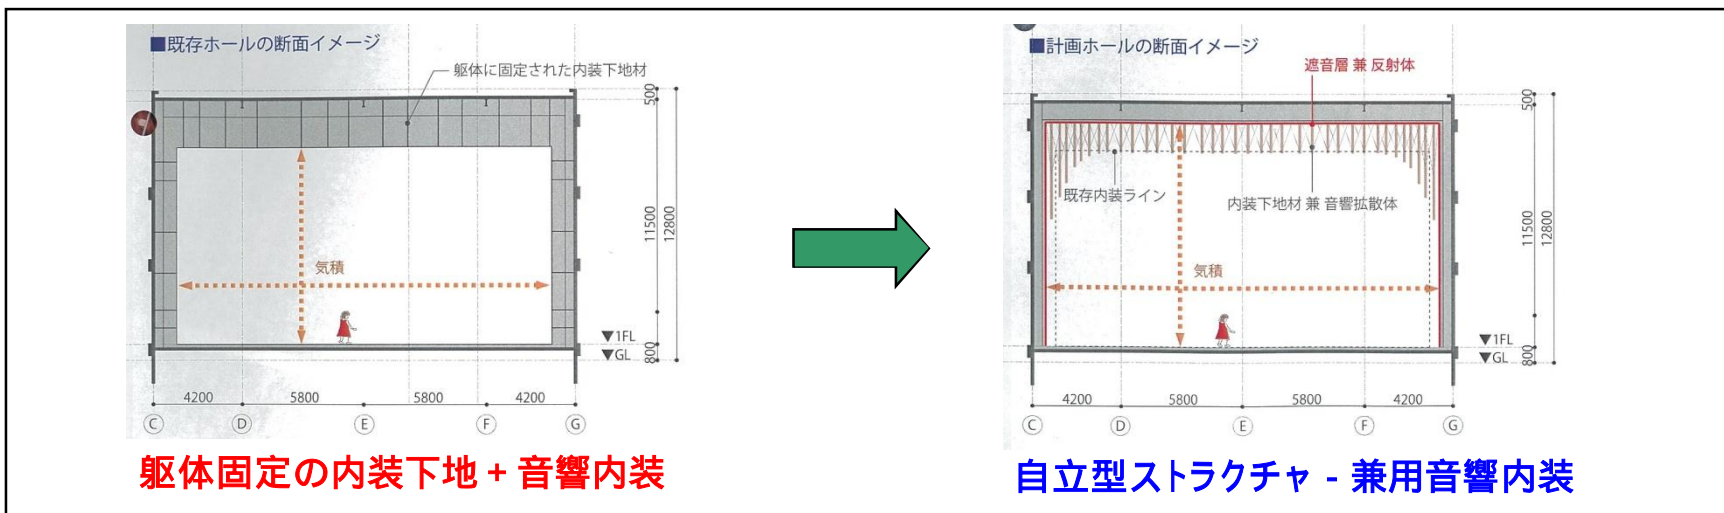 ■既存ホールの断面イメージ
躯体に固定された内装下地材
500
11500
12800
気積
▼1FL
▼GL
800
4200 5800 5800 4200
C D E F G
躯体固定の内装下地+音響内装
■計画ホールの断面イメージ
遮音層 兼 反射体
500
既存内装ライン
内装下地材 兼 音響拡散体
11500
12800
気積
▼1FL
▼GL
800
4200 5800 5800 4200
C D E F G
自立型ストラクチャ-兼用音響内装